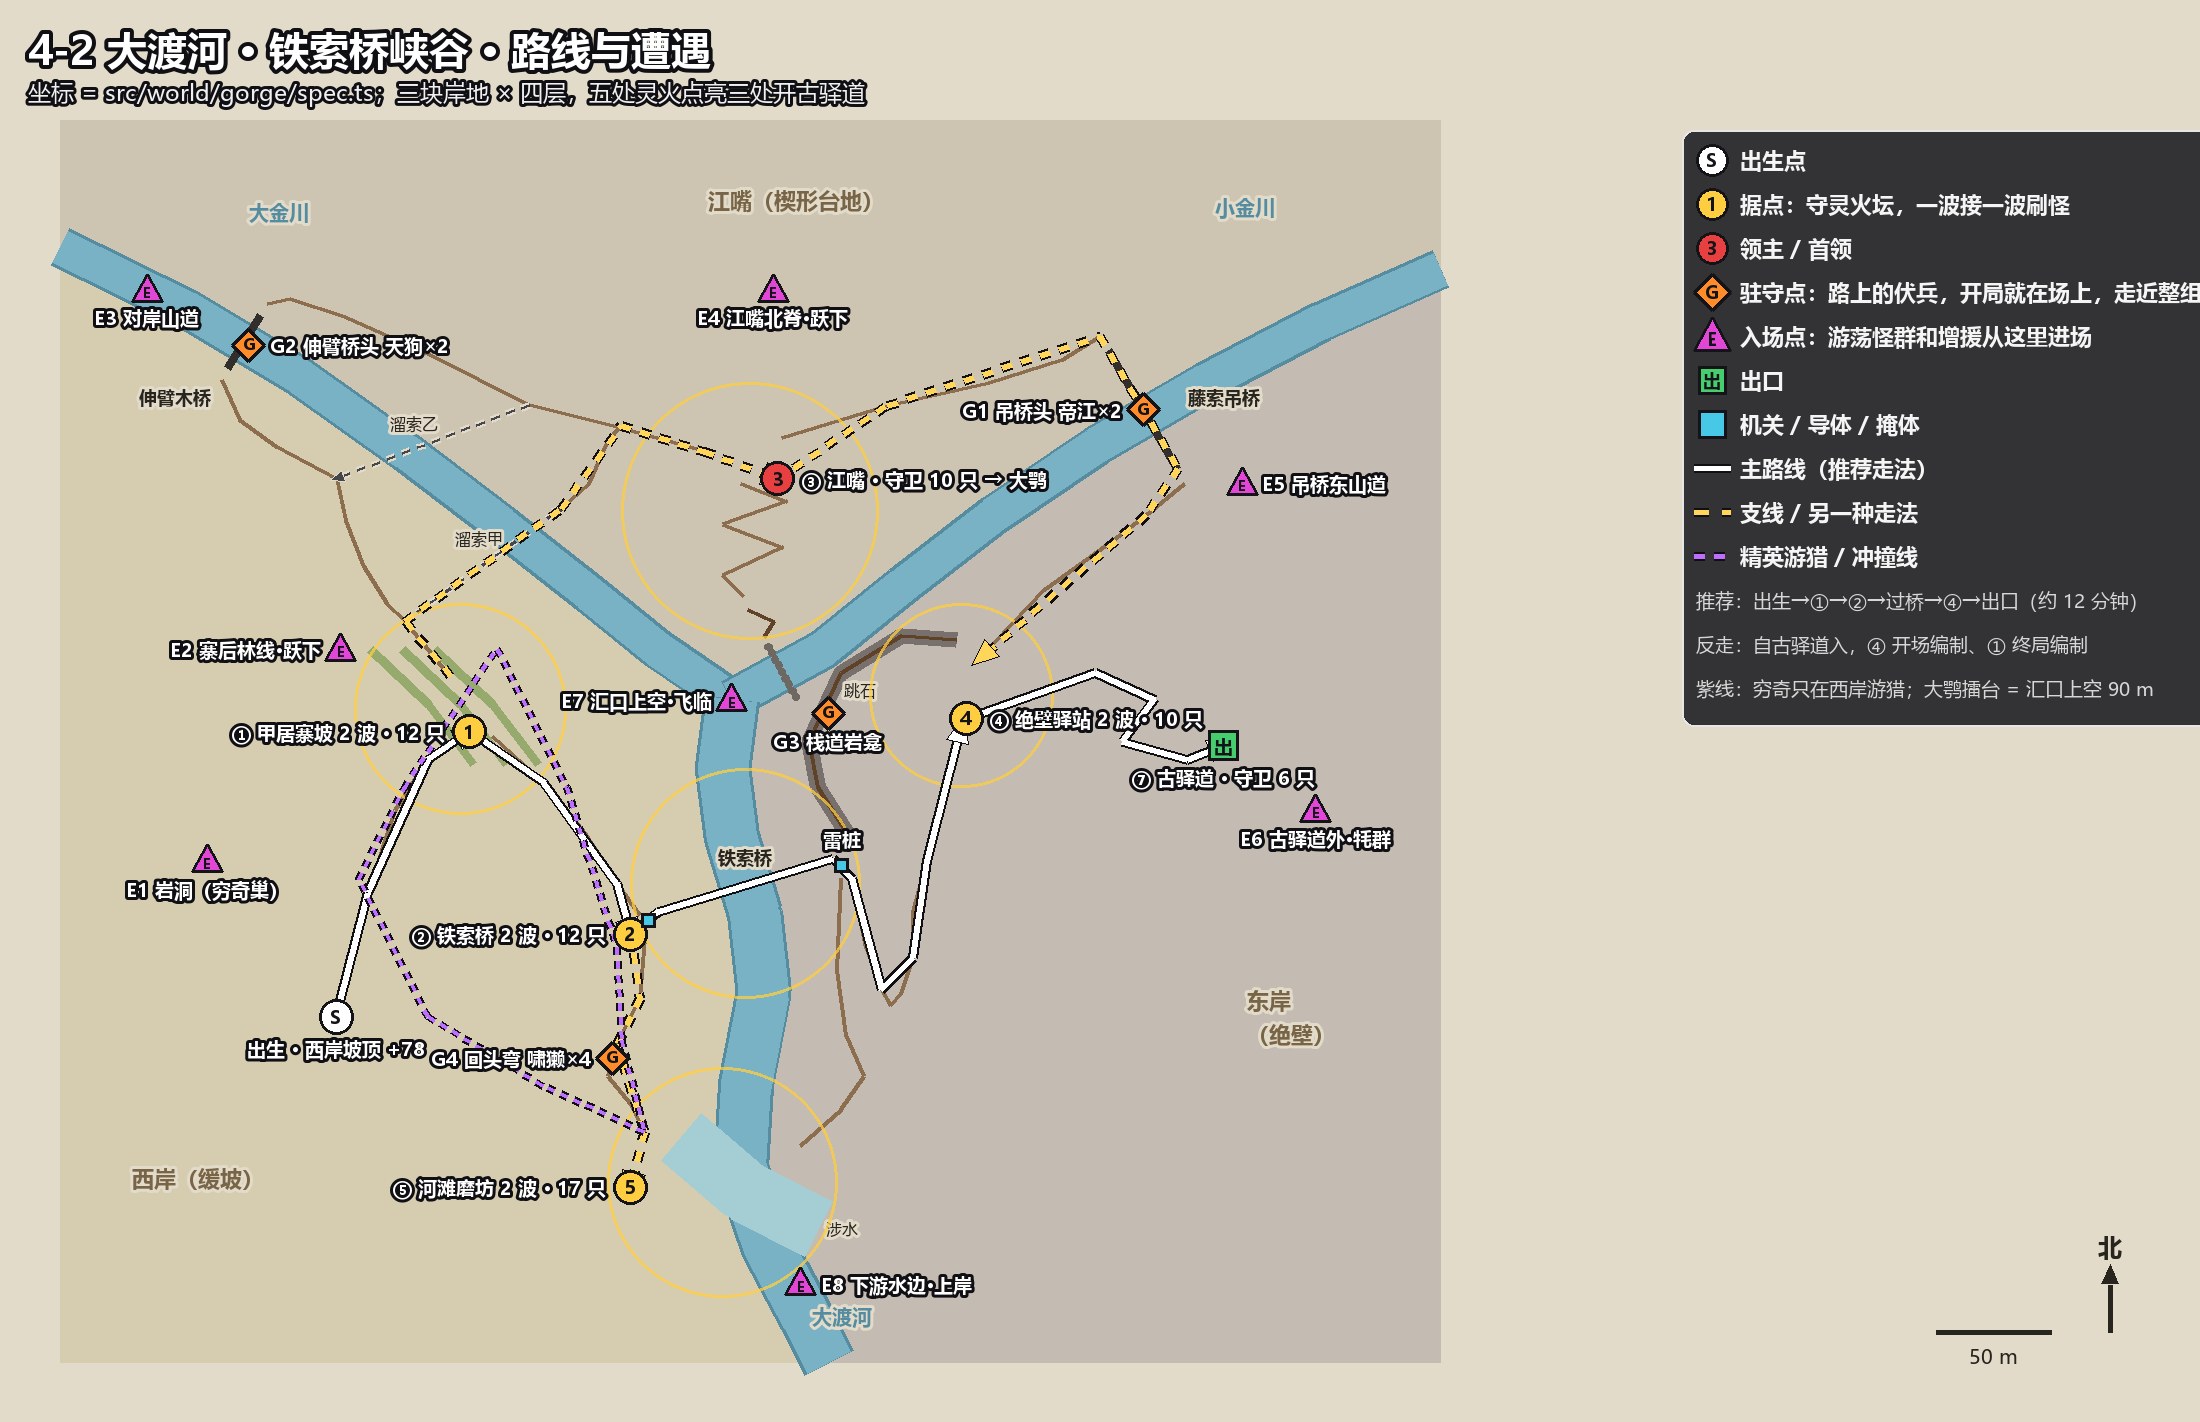 4-2 大渡河·铁索桥峡谷·路线与遭遇
坐标 = src/world/gorge/spec.ts；三块岸地 × 四层，五处灵火点亮三处开古驿道
大金川
江嘴（楔形台地）
小金川
E
E3 对岸山道
E
E4 江嘴北脊·跃下
G
G2 伸臂桥头 天狗×2
伸臂木桥
溜索乙
G1 吊桥头 帝江×2
G
藤索吊桥
3
③ 江嘴·守卫 10 只 → 大鹗
E
E5 吊桥东山道
溜索甲
E2 寨后林线·跃下
E
E7 汇口上空·飞临
E
跳石
G
G3 栈道岩龛
① 甲居寨坡 2 波·12 只
1
4
④ 绝壁驿站 2 波·10 只
出
⑦ 古驿道·守卫 6 只
E
E6 古驿道外·牦群
E
E1 岩洞（穷奇巢）
雷桩
铁索桥
② 铁索桥 2 波·12 只
2
S
出生·西岸坡顶 +78
G4 回头弯 啸獭×4
G
东岸
（绝壁）
西岸（缓坡）
⑤ 河滩磨坊 2 波·17 只
5
涉水
E
E8 下游水边·上岸
大渡河
S 出生点
1 据点：守灵火坛，一波接一波刷怪
3 领主 / 首领
G 驻守点：路上的伏兵，开局就在场上，走近整组
E 入场点：游荡怪群和增援从这里进场
出 出口
机关 / 导体 / 掩体
主路线（推荐走法）
支线 / 另一种走法
精英游猎 / 冲撞线
推荐：出生→①→②→过桥→④→出口（约 12 分钟）
反走：自古驿道入，④ 开场编制、① 终局编制
紫线：穷奇只在西岸游猎；大鹗擂台 = 汇口上空 90 m
北
50 m